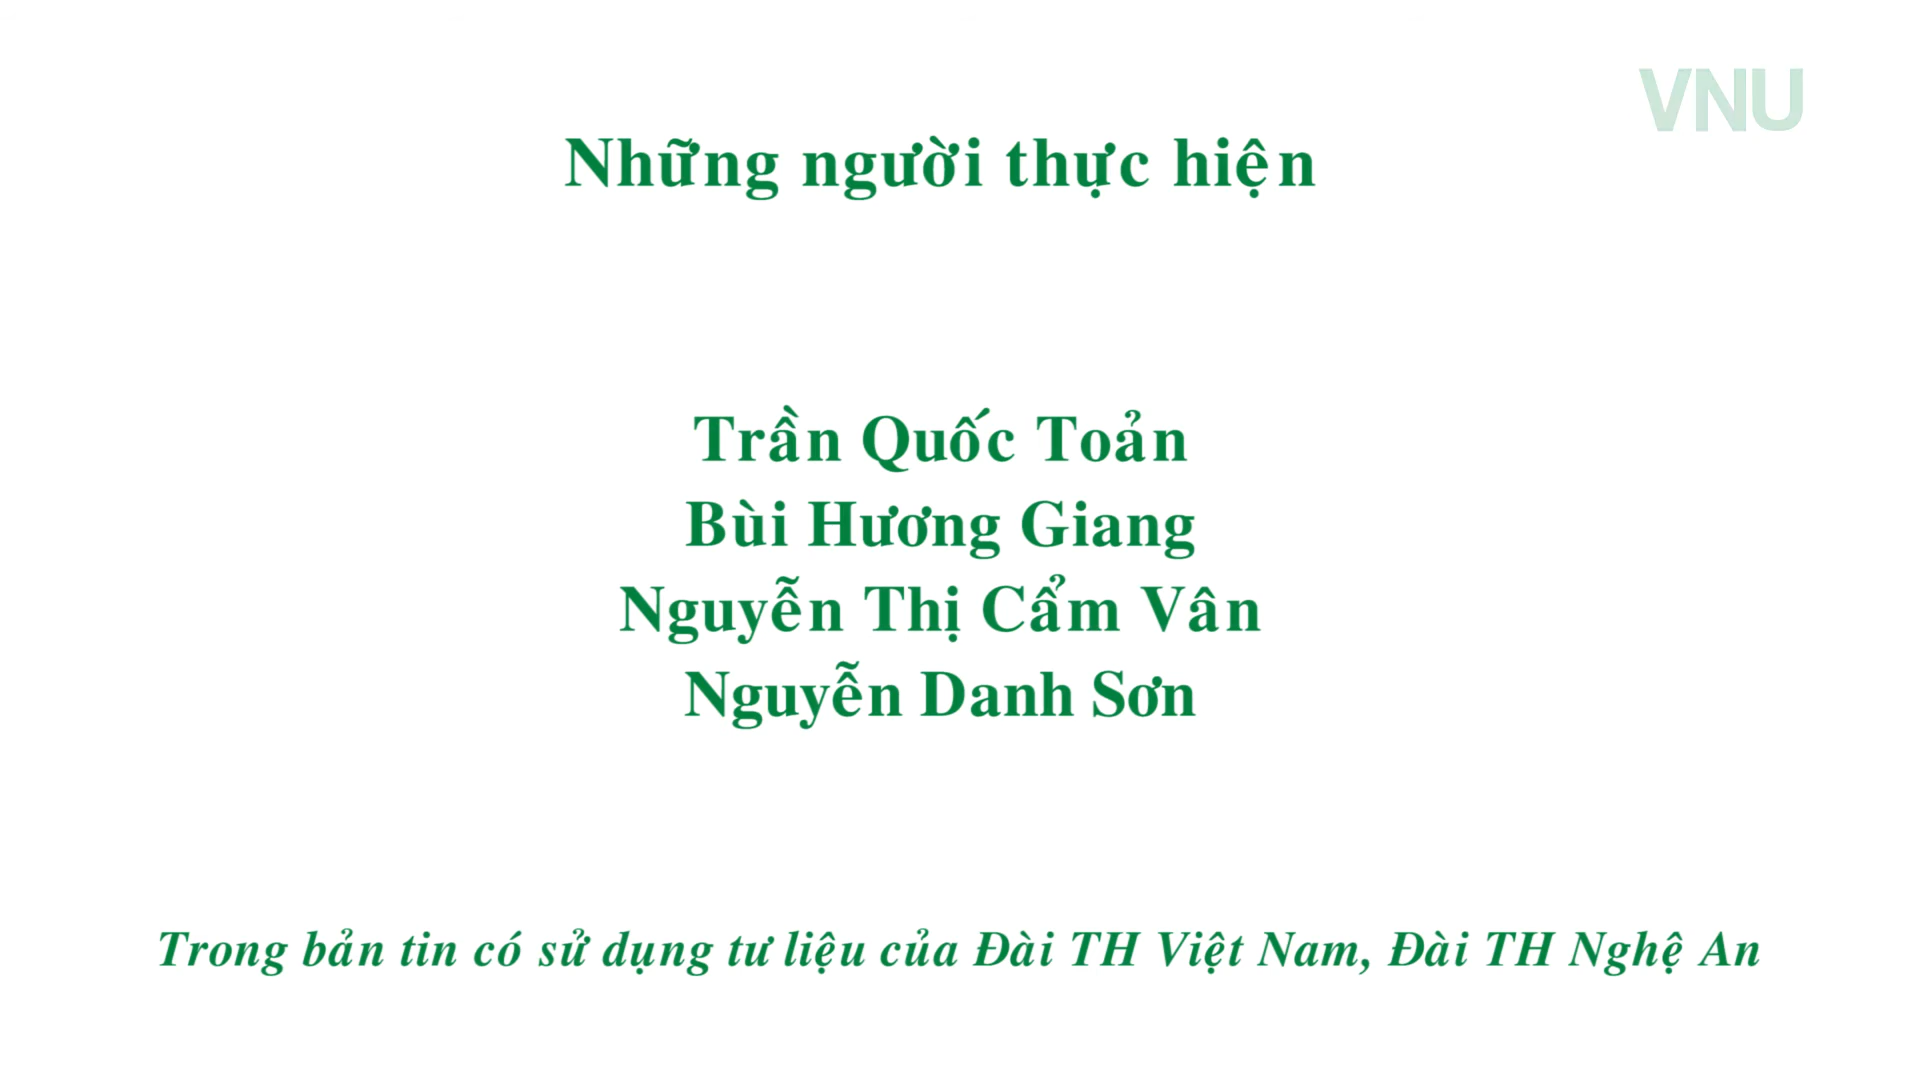 VNU
Những người thực hiện
Trần Quốc Toản
Bùi Hương Giang
Nguyễn Thị Cẩm Vân
Nguyễn Danh Sơn
Trong bản tin có sử dụng tư liệu của Đài TH Việt Nam, Đài TH Nghệ An